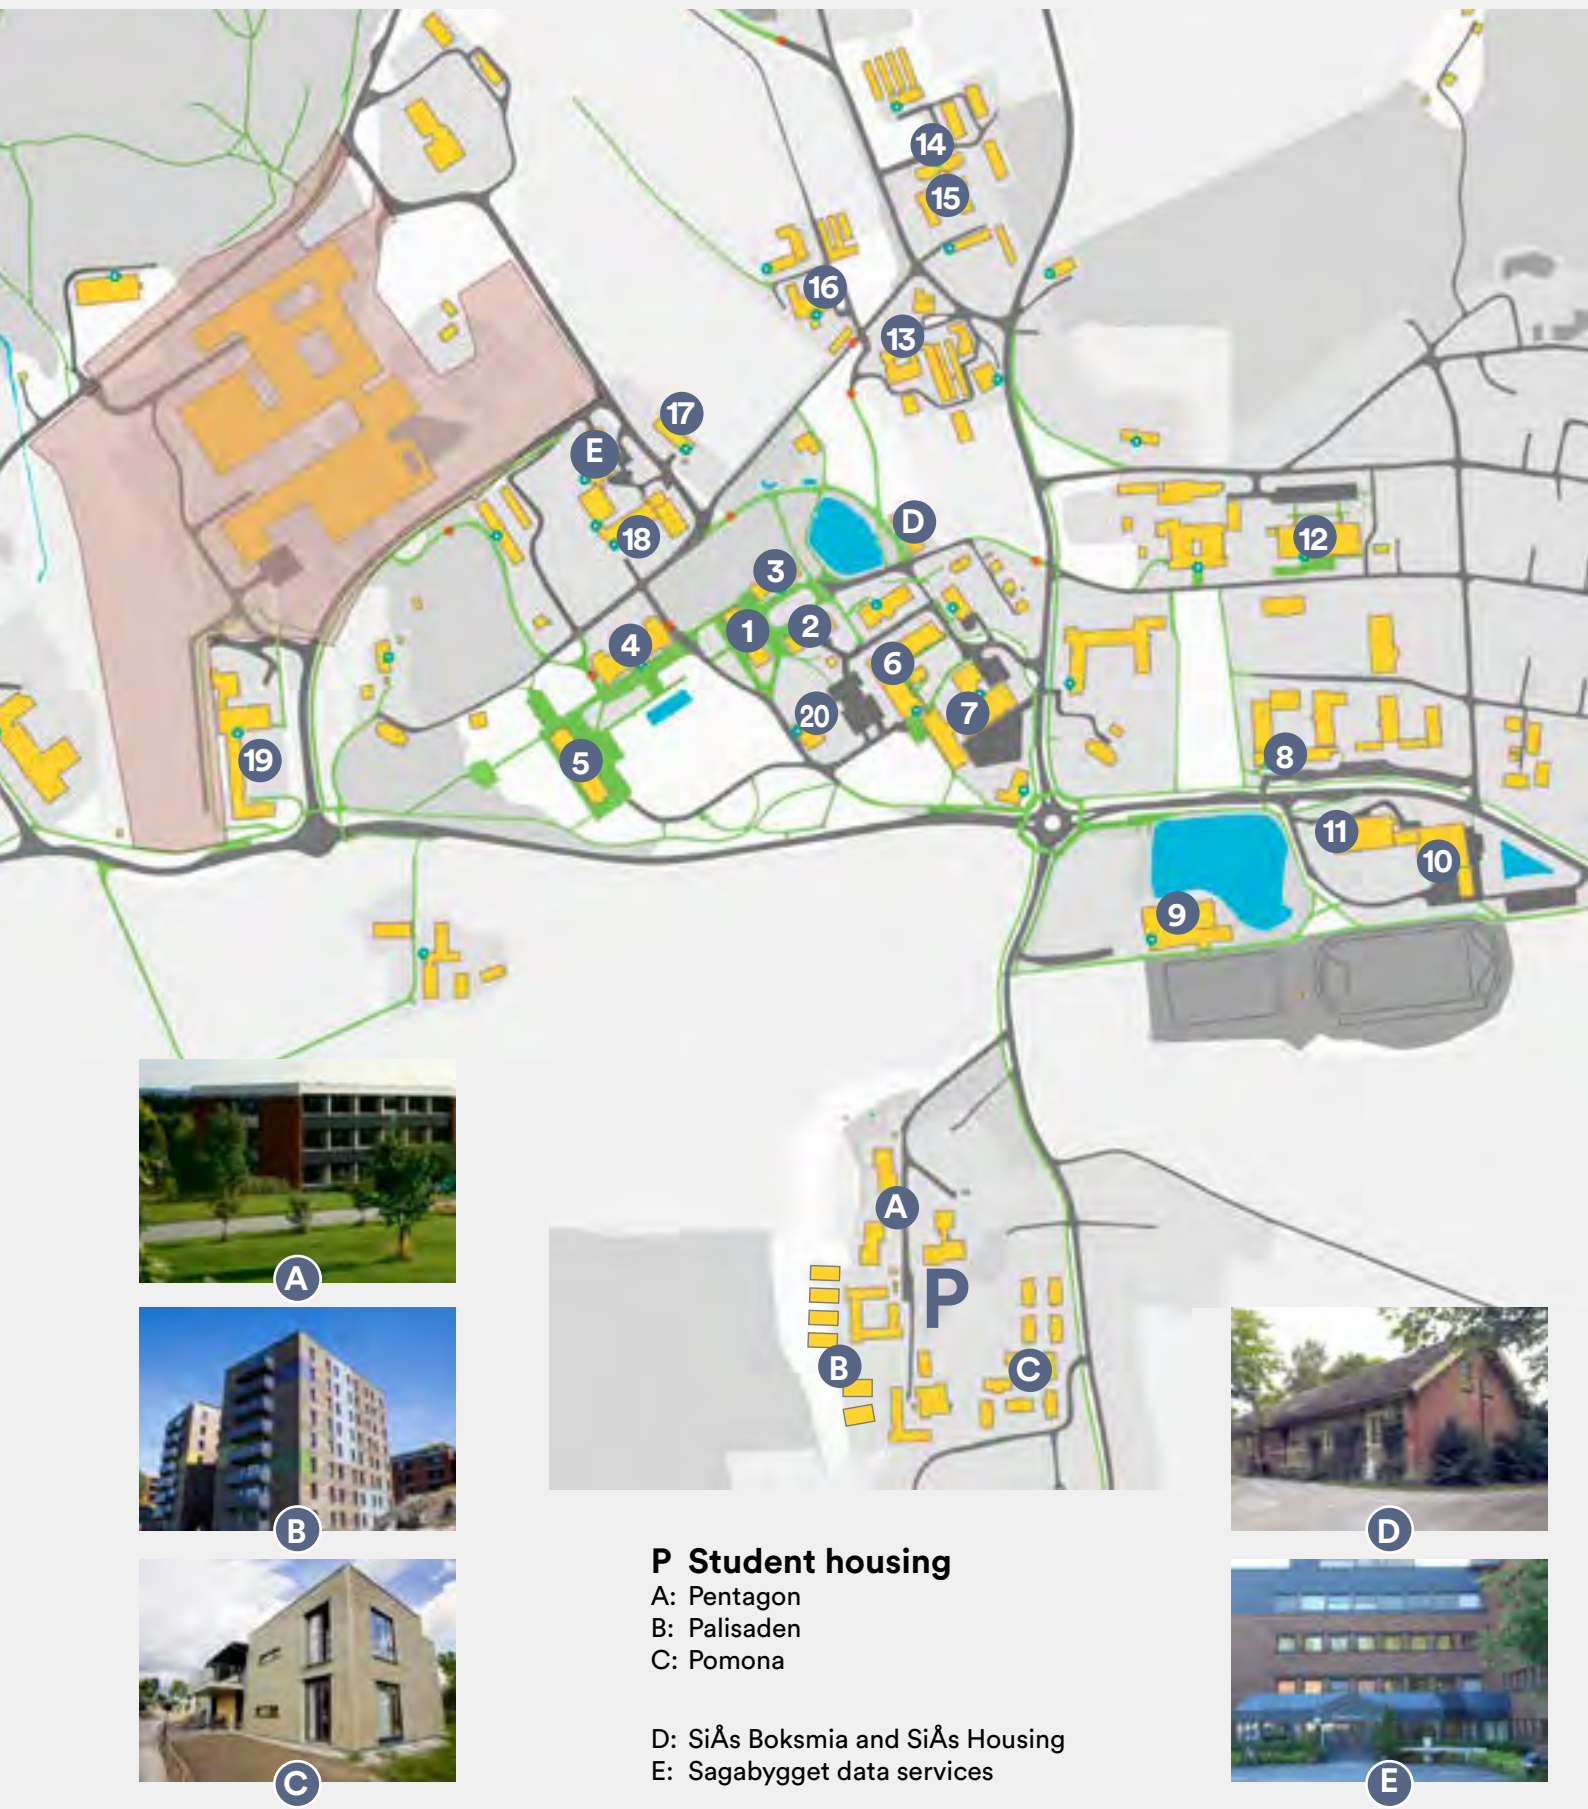 14
15
16
13
17
E
18
D
12
3
1
2
4
6
20
7
5
19
8
11
10
9
A
P
B
C
A
B
C
D
E
P Student housing
A: Pentagon
B: Palisaden
C: Pomona
D: SiÅs Boksmia and SiÅs Housing
E: Sagabygget data services